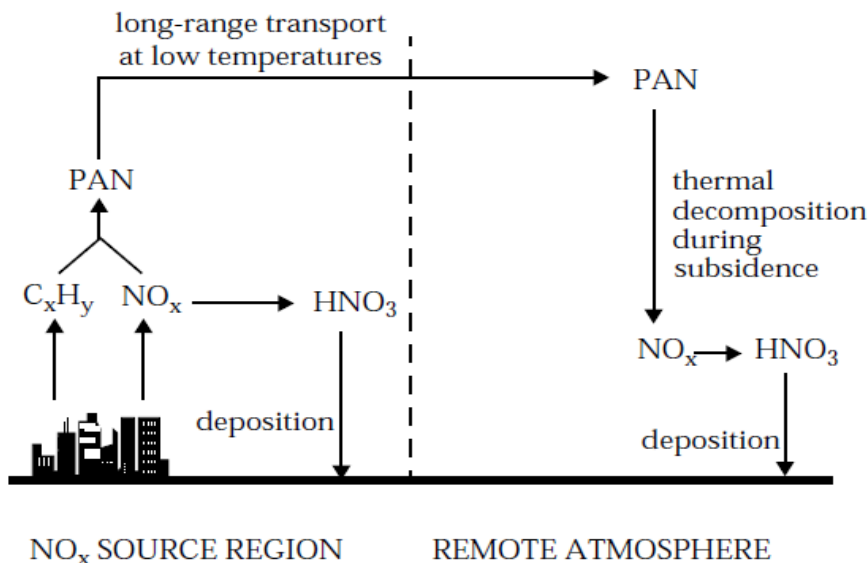 long-range transport
at low temperatures
PAN
PAN
thermal
decomposition
during
subsidence
CₓHᵧ
NOₓ
HNO₃
NOₓ
HNO₃
deposition
deposition
NOₓ SOURCE REGION
REMOTE ATMOSPHERE